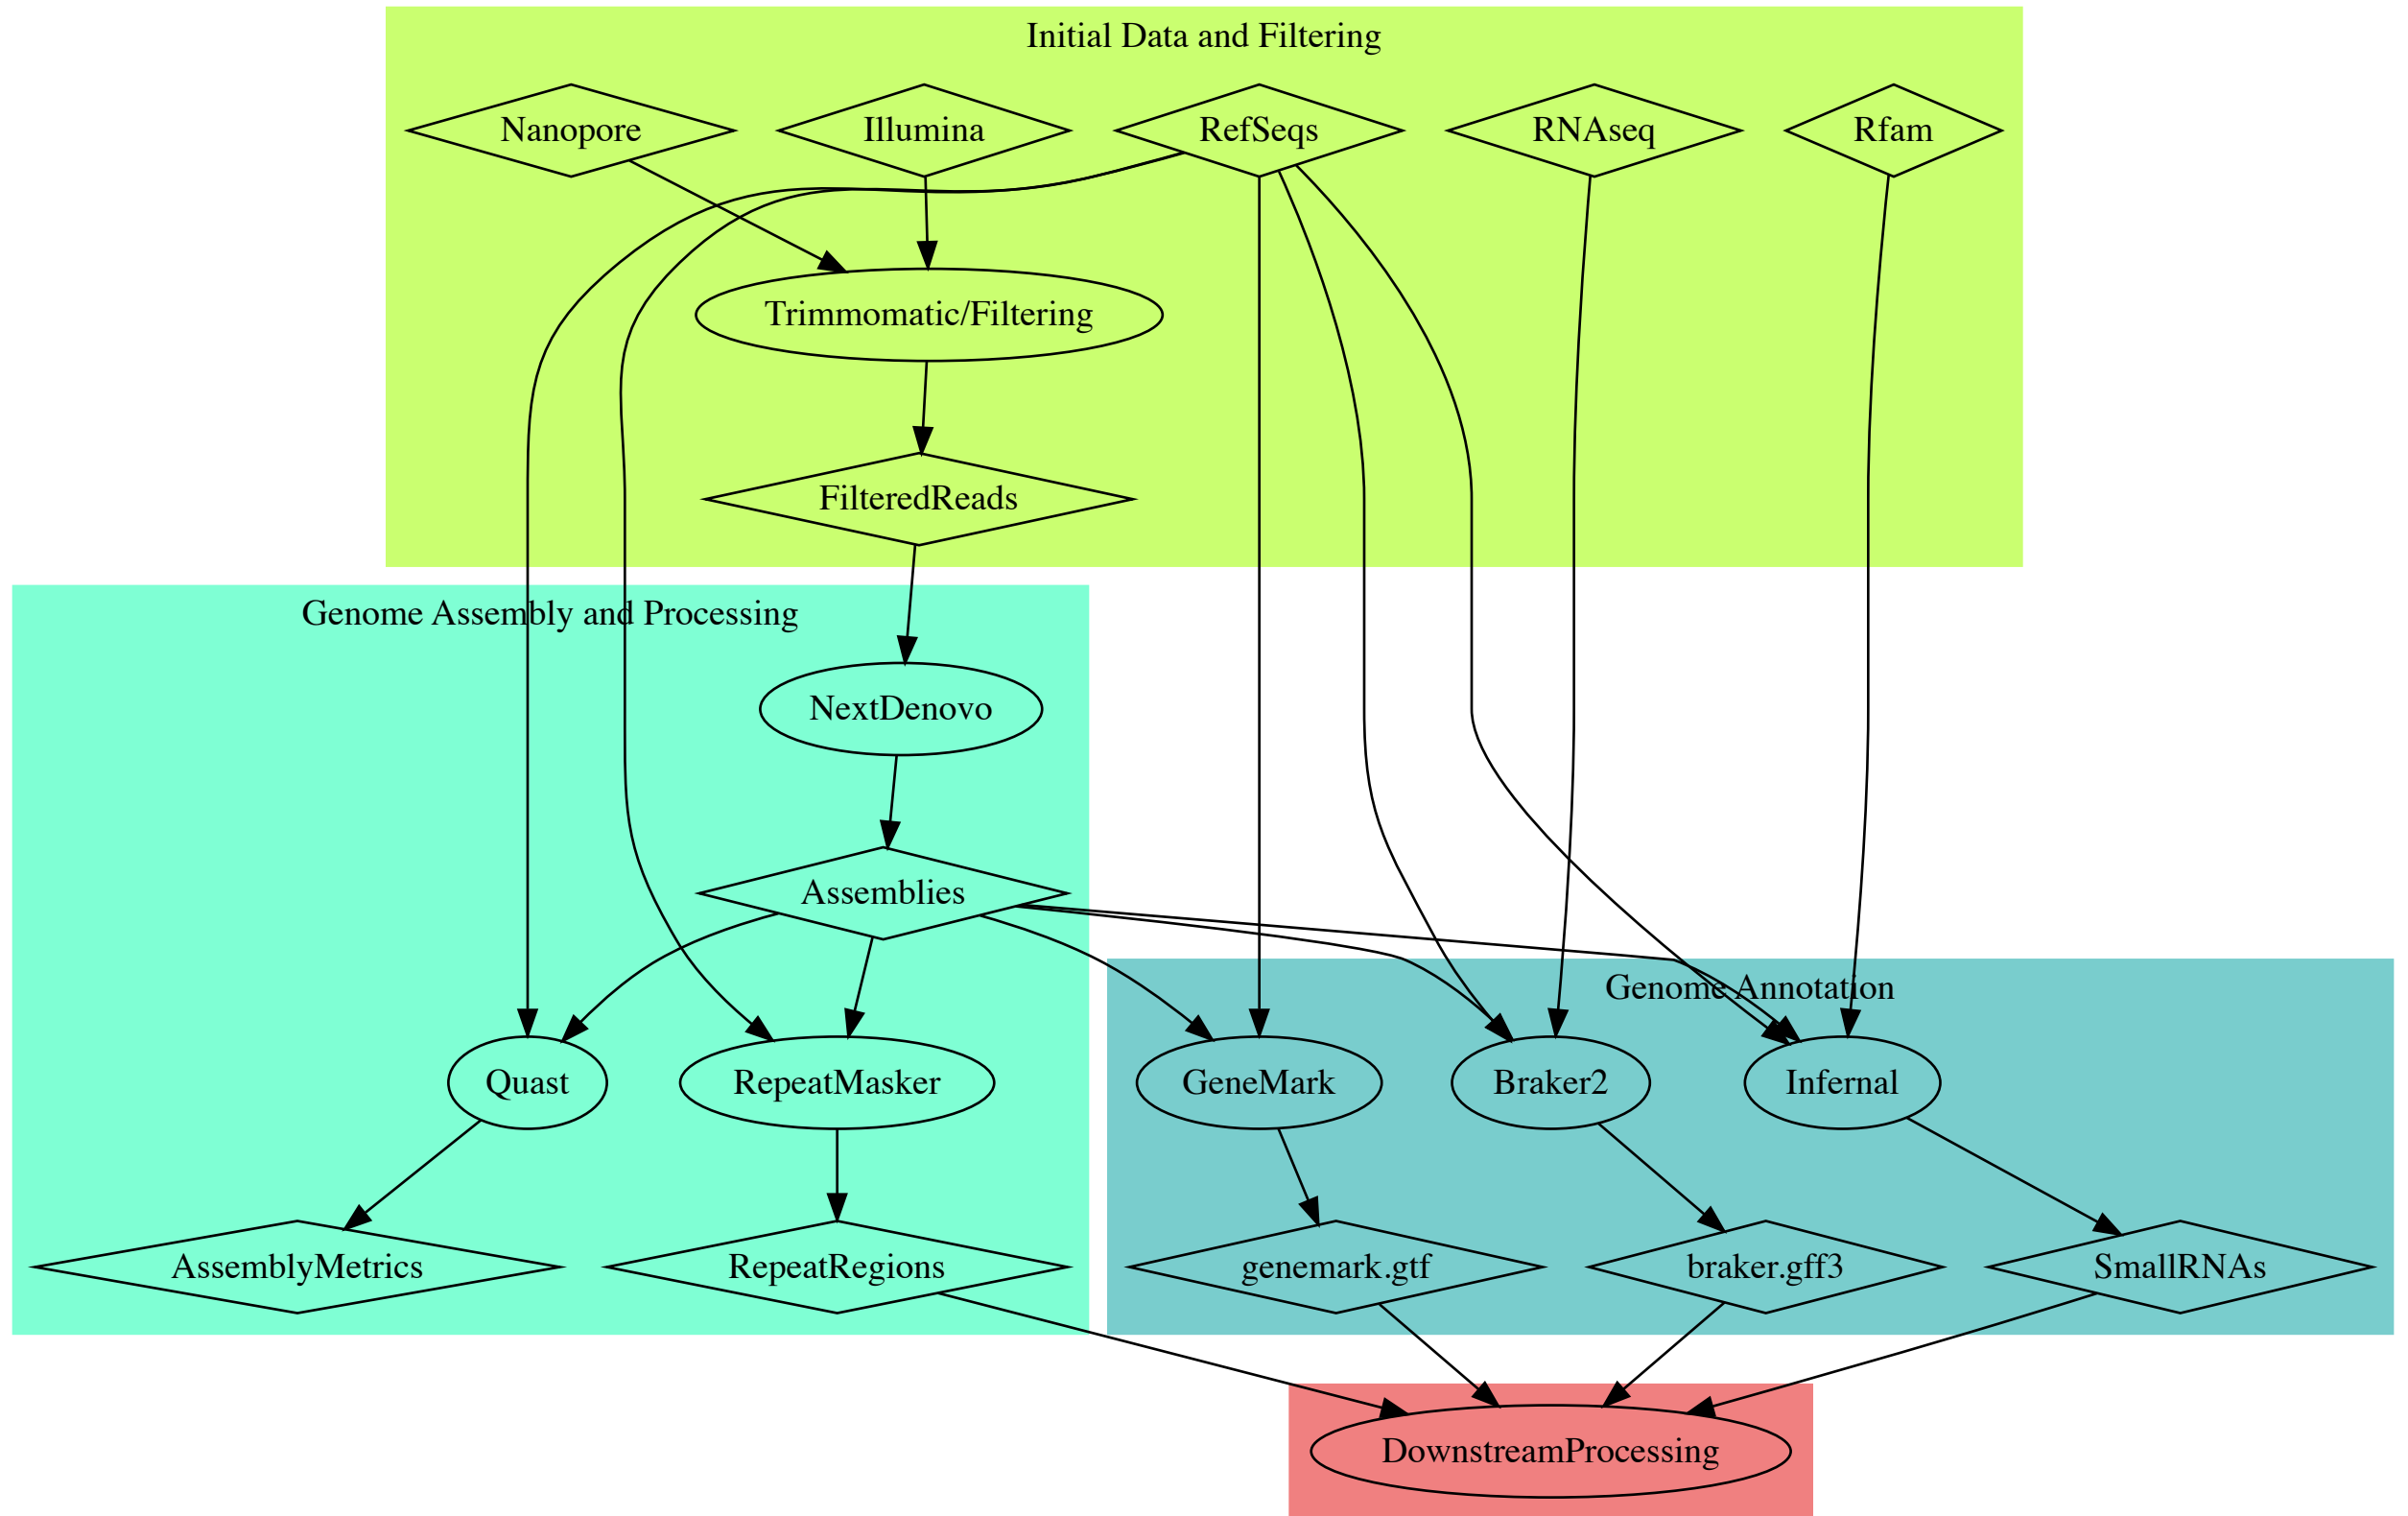 Initial Data and Filtering
Nanopore
Illumina
RefSeqs
RNAseq
Rfam
Trimmomatic/Filtering
FilteredReads
Genome Assembly and Processing
NextDenovo
Assemblies
Genome Annotation
Quast
RepeatMasker
GeneMark
Braker2
Infernal
AssemblyMetrics
RepeatRegions
genemark.gtf
braker.gff3
SmallRNAs
DownstreamProcessing